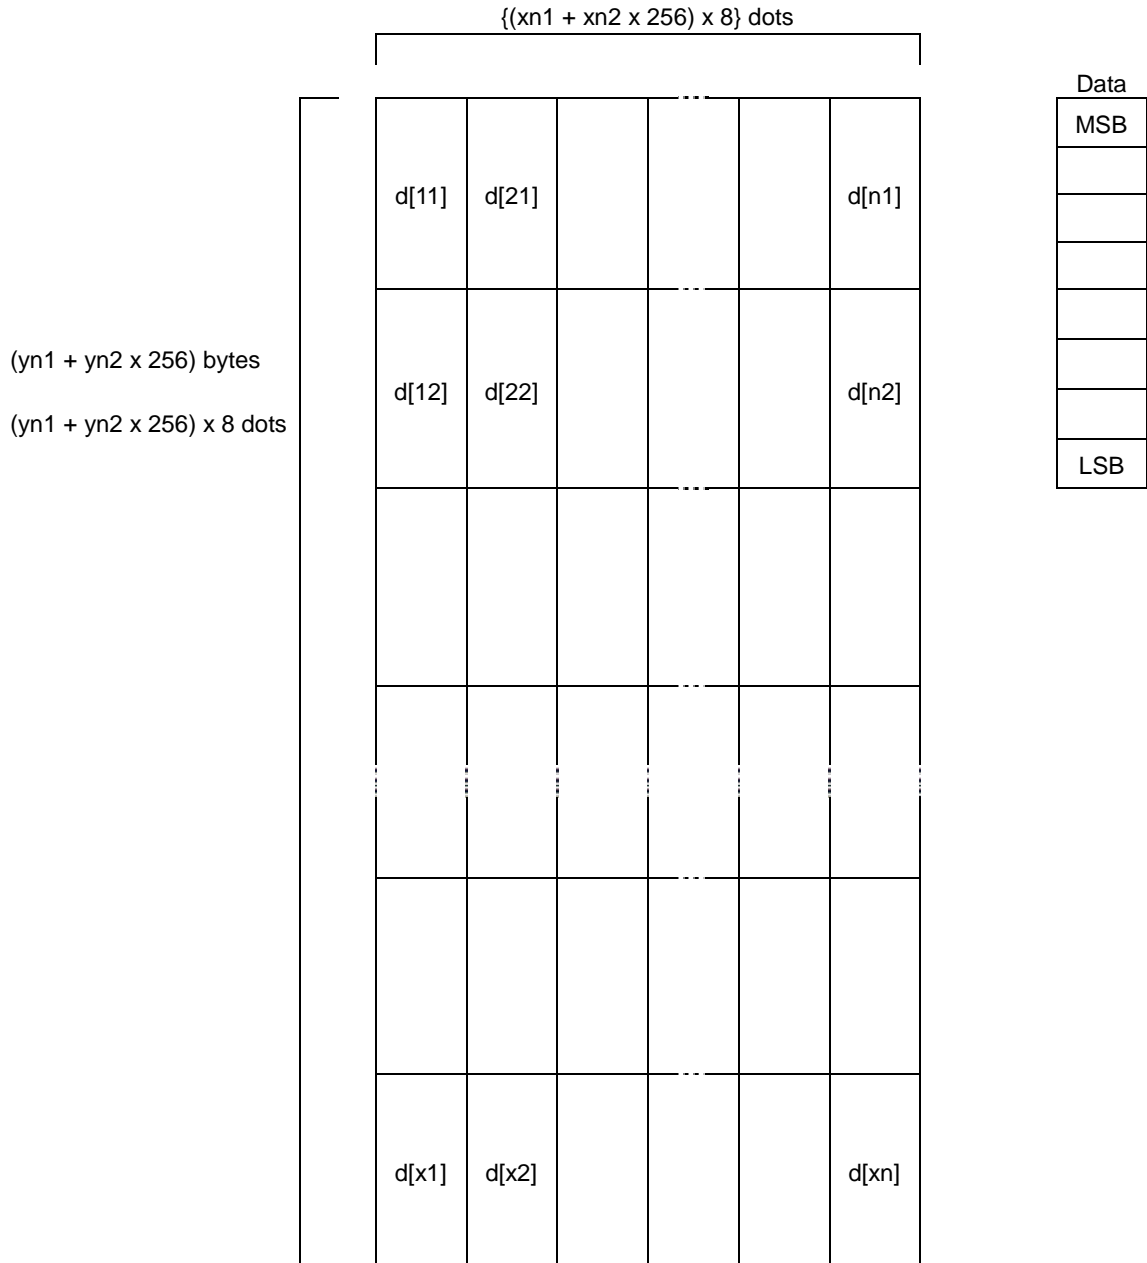 {(xn1 + xn2 x 256) x 8} dots
Data
MSB
d[11] d[21] d[n1]
(yn1 + yn2 x 256) bytes
d[12] d[22] d[n2]
(yn1 + yn2 x 256) x 8 dots
LSB
d[x1] d[x2] d[xn]